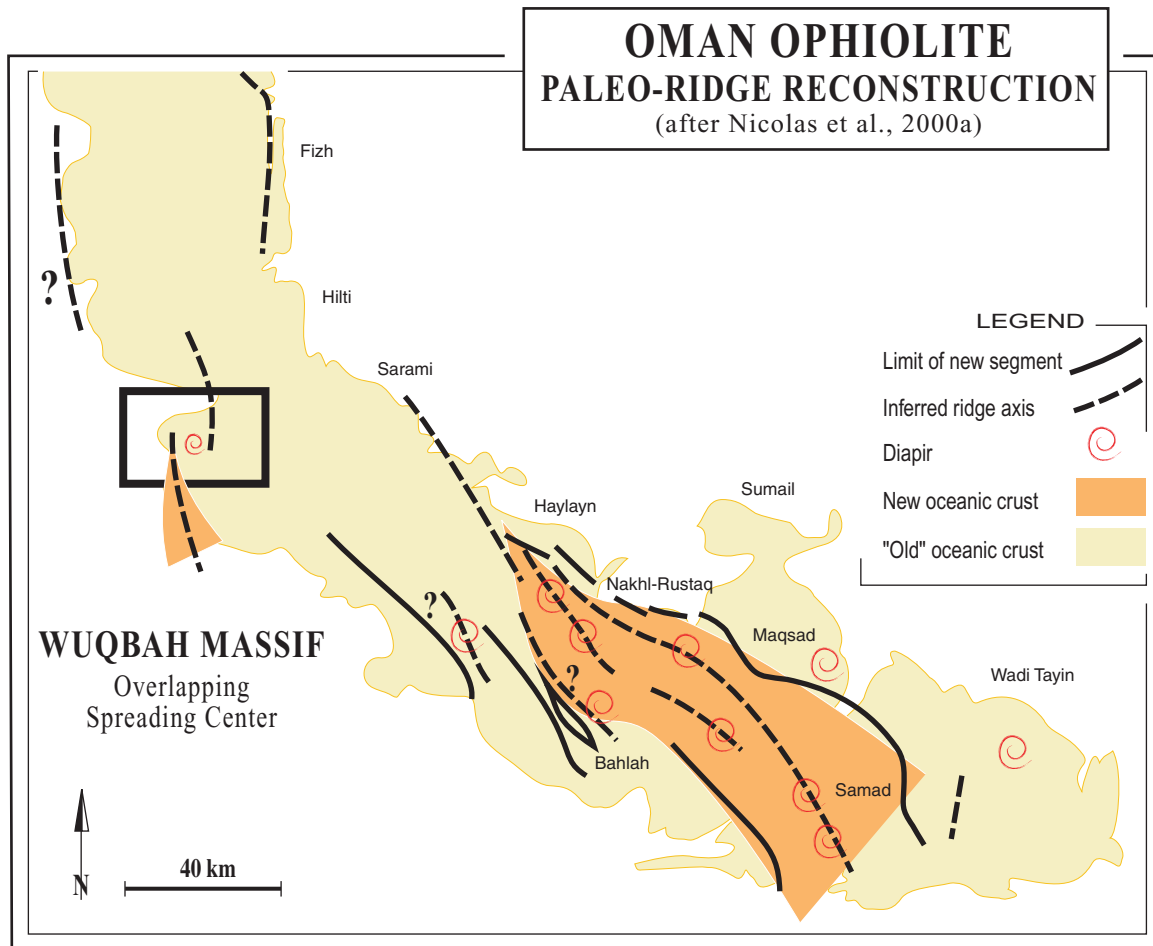 OMAN OPHIOLITE
PALEO-RIDGE RECONSTRUCTION
(after Nicolas et al., 2000a)
Fizh
?
Hilti
Sarami
LEGEND
Limit of new segment
Inferred ridge axis
Diapir
New oceanic crust
"Old" oceanic crust
Sumail
Haylayn
Nakhl-Rustaq
?
Maqsad
Wadi Tayin
WUQBAH MASSIF
Overlapping
Spreading Center
?
Bahlah
Samad
N
40 km